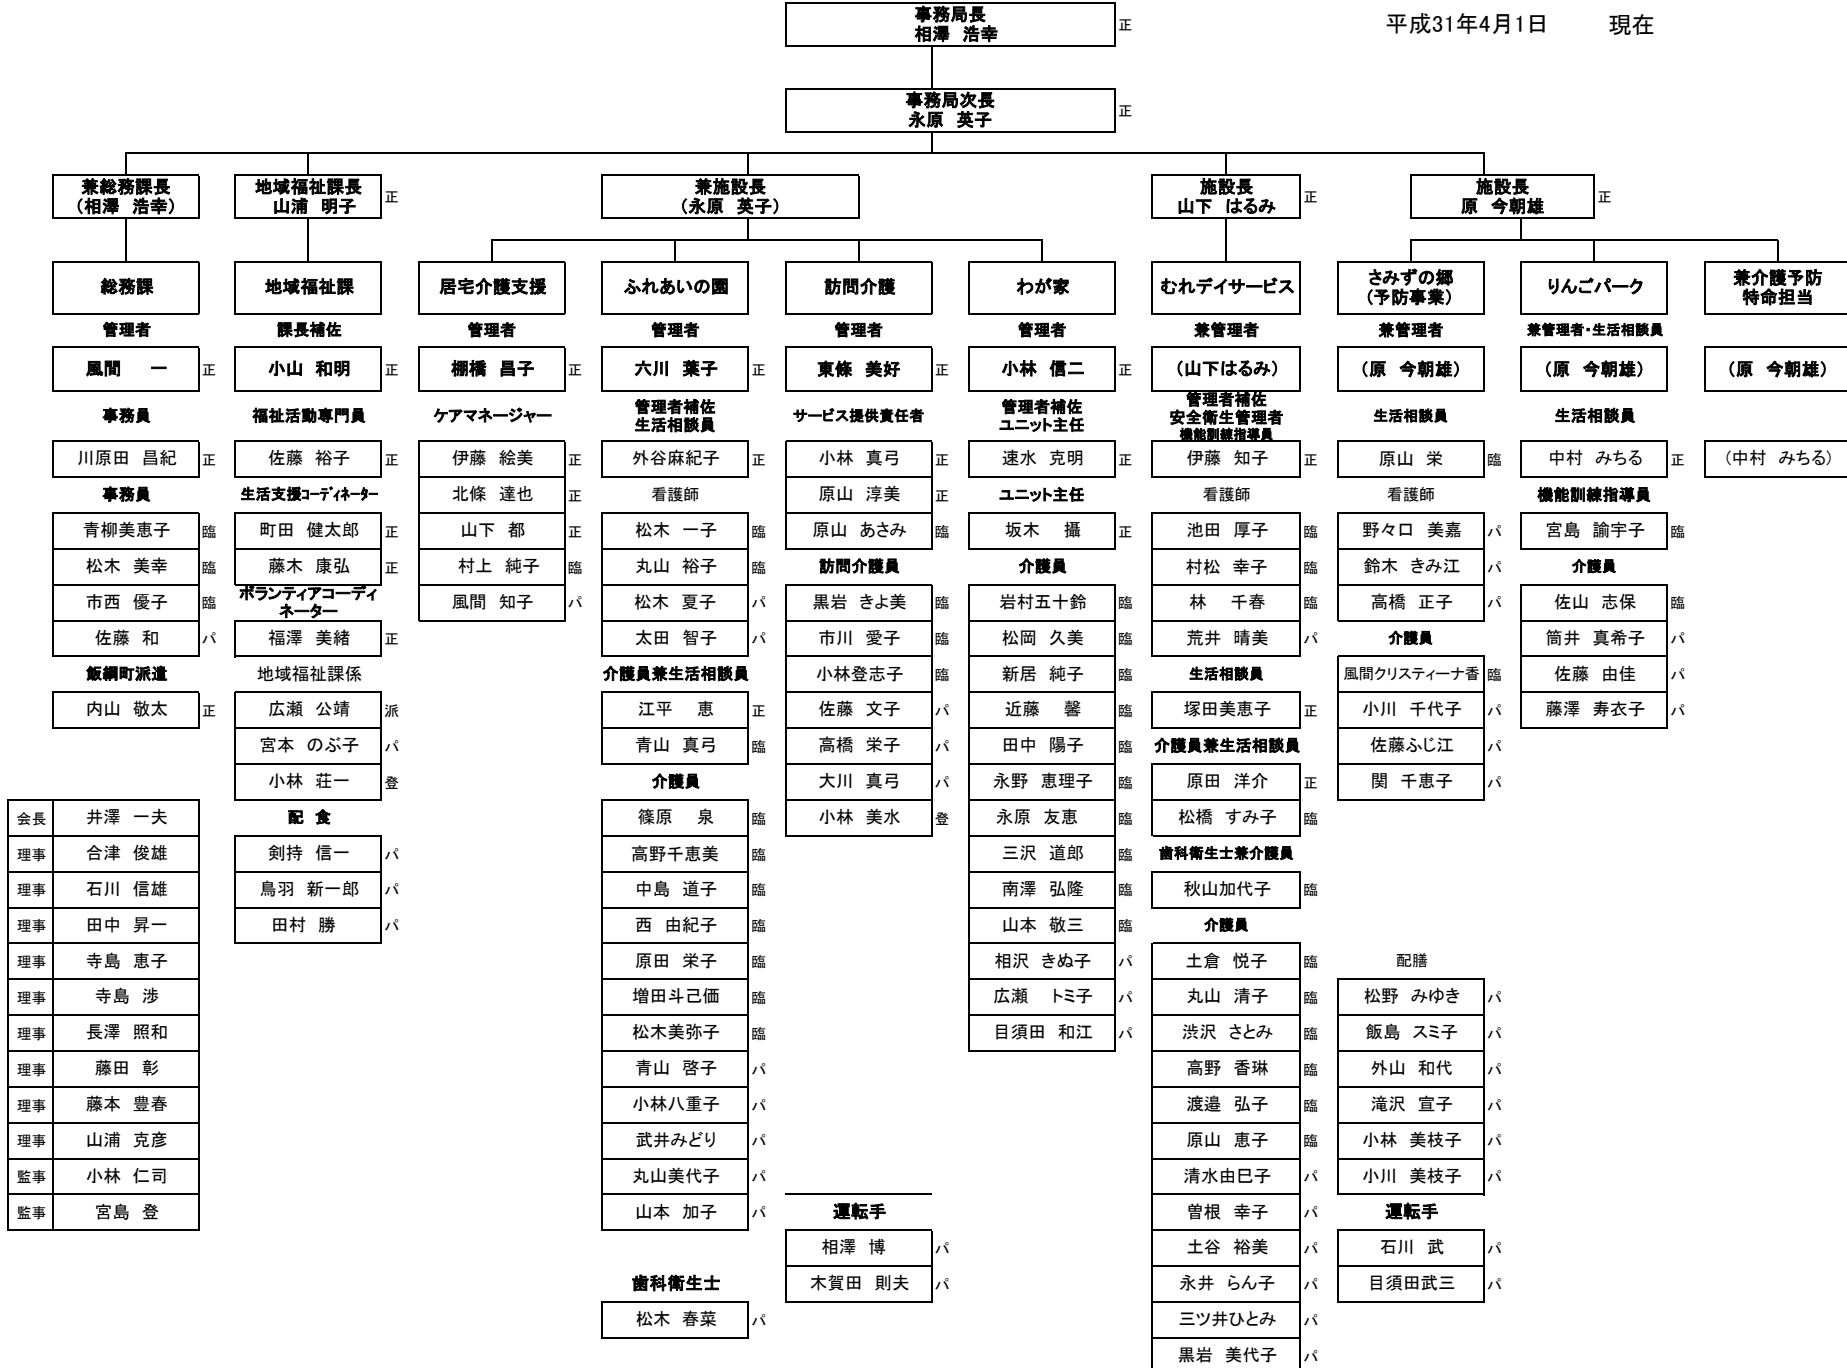 平成31年4月1日　現在
事務局長
相澤 浩幸 正
事務局次長
永原 英子 正
兼総務課長
（相澤 浩幸）
地域福祉課長
山浦 明子 正
兼施設長
（永原 英子）
施設長
山下 はるみ 正
施設長
原 今朝雄 正
総務課
管理者
風間 一 正
事務員
川原田 昌紀 正
事務員
青柳美恵子 臨
松木 美幸 臨
市西 優子 臨
佐藤 和 パ
飯綱町派遣
内山 敬太 正
会長 井澤 一夫
理事 合津 俊雄
理事 石川 信雄
理事 田中 昇一
理事 寺島 恵子
理事 寺島 渉
理事 長澤 照和
理事 藤田 彰
理事 藤本 豊春
理事 山浦 克彦
監事 小林 仁司
監事 宮島 登
地域福祉課
課長補佐
小山 和明 正
福祉活動専門員
佐藤 裕子 正
生活支援コーディネーター
町田 健太郎 正
藤木 康弘 正
ボランティアコーディ
ネーター
福澤 美緒 正
地域福祉課係
広瀬 公靖 派
宮本 のぶ子 パ
小林 荘一 登
配 食
剣持 信一 パ
鳥羽 新一郎 パ
田村 勝 パ
居宅介護支援
管理者
棚橋 昌子 正
ケアマネージャー
伊藤 絵美 正
北條 達也 正
山下 都 正
村上 純子 臨
風間 知子 パ
ふれあいの園
管理者
六川 葉子 正
管理者補佐
生活相談員
外谷麻紀子 正
看護師
松木 一子 臨
丸山 裕子 臨
松木 夏子 パ
太田 智子 パ
介護員兼生活相談員
江平 恵 正
青山 真弓 臨
介護員
篠原 泉 臨
高野千恵美 臨
中島 道子 臨
西 由紀子 臨
原田 栄子 臨
増田斗己価 臨
松木美弥子 臨
青山 啓子 パ
小林八重子 パ
武井みどり パ
丸山美代子 パ
山本 加子 パ
歯科衛生士
松木 春菜 パ
訪問介護
管理者
東條 美好 正
サービス提供責任者
小林 真弓 正
原山 淳美 正
原山 あさみ 臨
訪問介護員
黒岩 きよ美 臨
市川 愛子 臨
小林登志子 臨
佐藤 文子 パ
高橋 栄子 パ
大川 真弓 パ
小林 美水 登
運転手
相澤 博 パ
木賀田 則夫 パ
わが家
管理者
小林 信二 正
管理者補佐
ユニット主任
速水 克明 正
ユニット主任
坂木 攝 正
介護員
岩村五十鈴 臨
松岡 久美 臨
新居 純子 臨
近藤 馨 臨
田中 陽子 臨
永野 恵理子 臨
永原 友恵 臨
三沢 道郎 臨
南澤 弘隆 臨
山本 敬三 臨
相沢 きぬ子 パ
広瀬 トミ子 パ
目須田 和江 パ
むれデイサービス
兼管理者
（山下はるみ）
管理者補佐
安全衛生管理者
機能訓練指導員
伊藤 知子 正
看護師
池田 厚子 臨
村松 幸子 臨
林 千春 臨
荒井 晴美 パ
生活相談員
塚田美恵子 正
介護員兼生活相談員
原田 洋介 正
松橋 すみ子 臨
歯科衛生士兼介護員
秋山加代子 臨
介護員
土倉 悦子 臨
丸山 清子 臨
渋沢 さとみ 臨
高野 香琳 臨
渡邉 弘子 臨
原山 恵子 臨
清水由巳子 パ
曽根 幸子 パ
土谷 裕美 パ
永井 らん子 パ
三ツ井ひとみ パ
黒岩 美代子 パ
さみずの郷
（予防事業）
兼管理者
（原 今朝雄）
生活相談員
原山 栄 臨
看護師
野々口 美嘉 パ
鈴木 きみ江 パ
高橋 正子 パ
介護員
風間クリスティーナ香 臨
小川 千代子 パ
佐藤ふじ江 パ
関 千恵子 パ
配膳
松野 みゆき パ
飯島 スミ子 パ
外山 和代 パ
滝沢 宣子 パ
小林 美枝子 パ
小川 美枝子 パ
運転手
石川 武 パ
目須田武三 パ
りんごパーク
兼管理者・生活相談員
（原 今朝雄）
生活相談員
中村 みちる 正
機能訓練指導員
宮島 諭宇子 臨
介護員
佐山 志保 臨
筒井 真希子 パ
佐藤 由佳 パ
藤澤 寿衣子 パ
兼介護予防
特命担当
（原 今朝雄）
（中村 みちる）